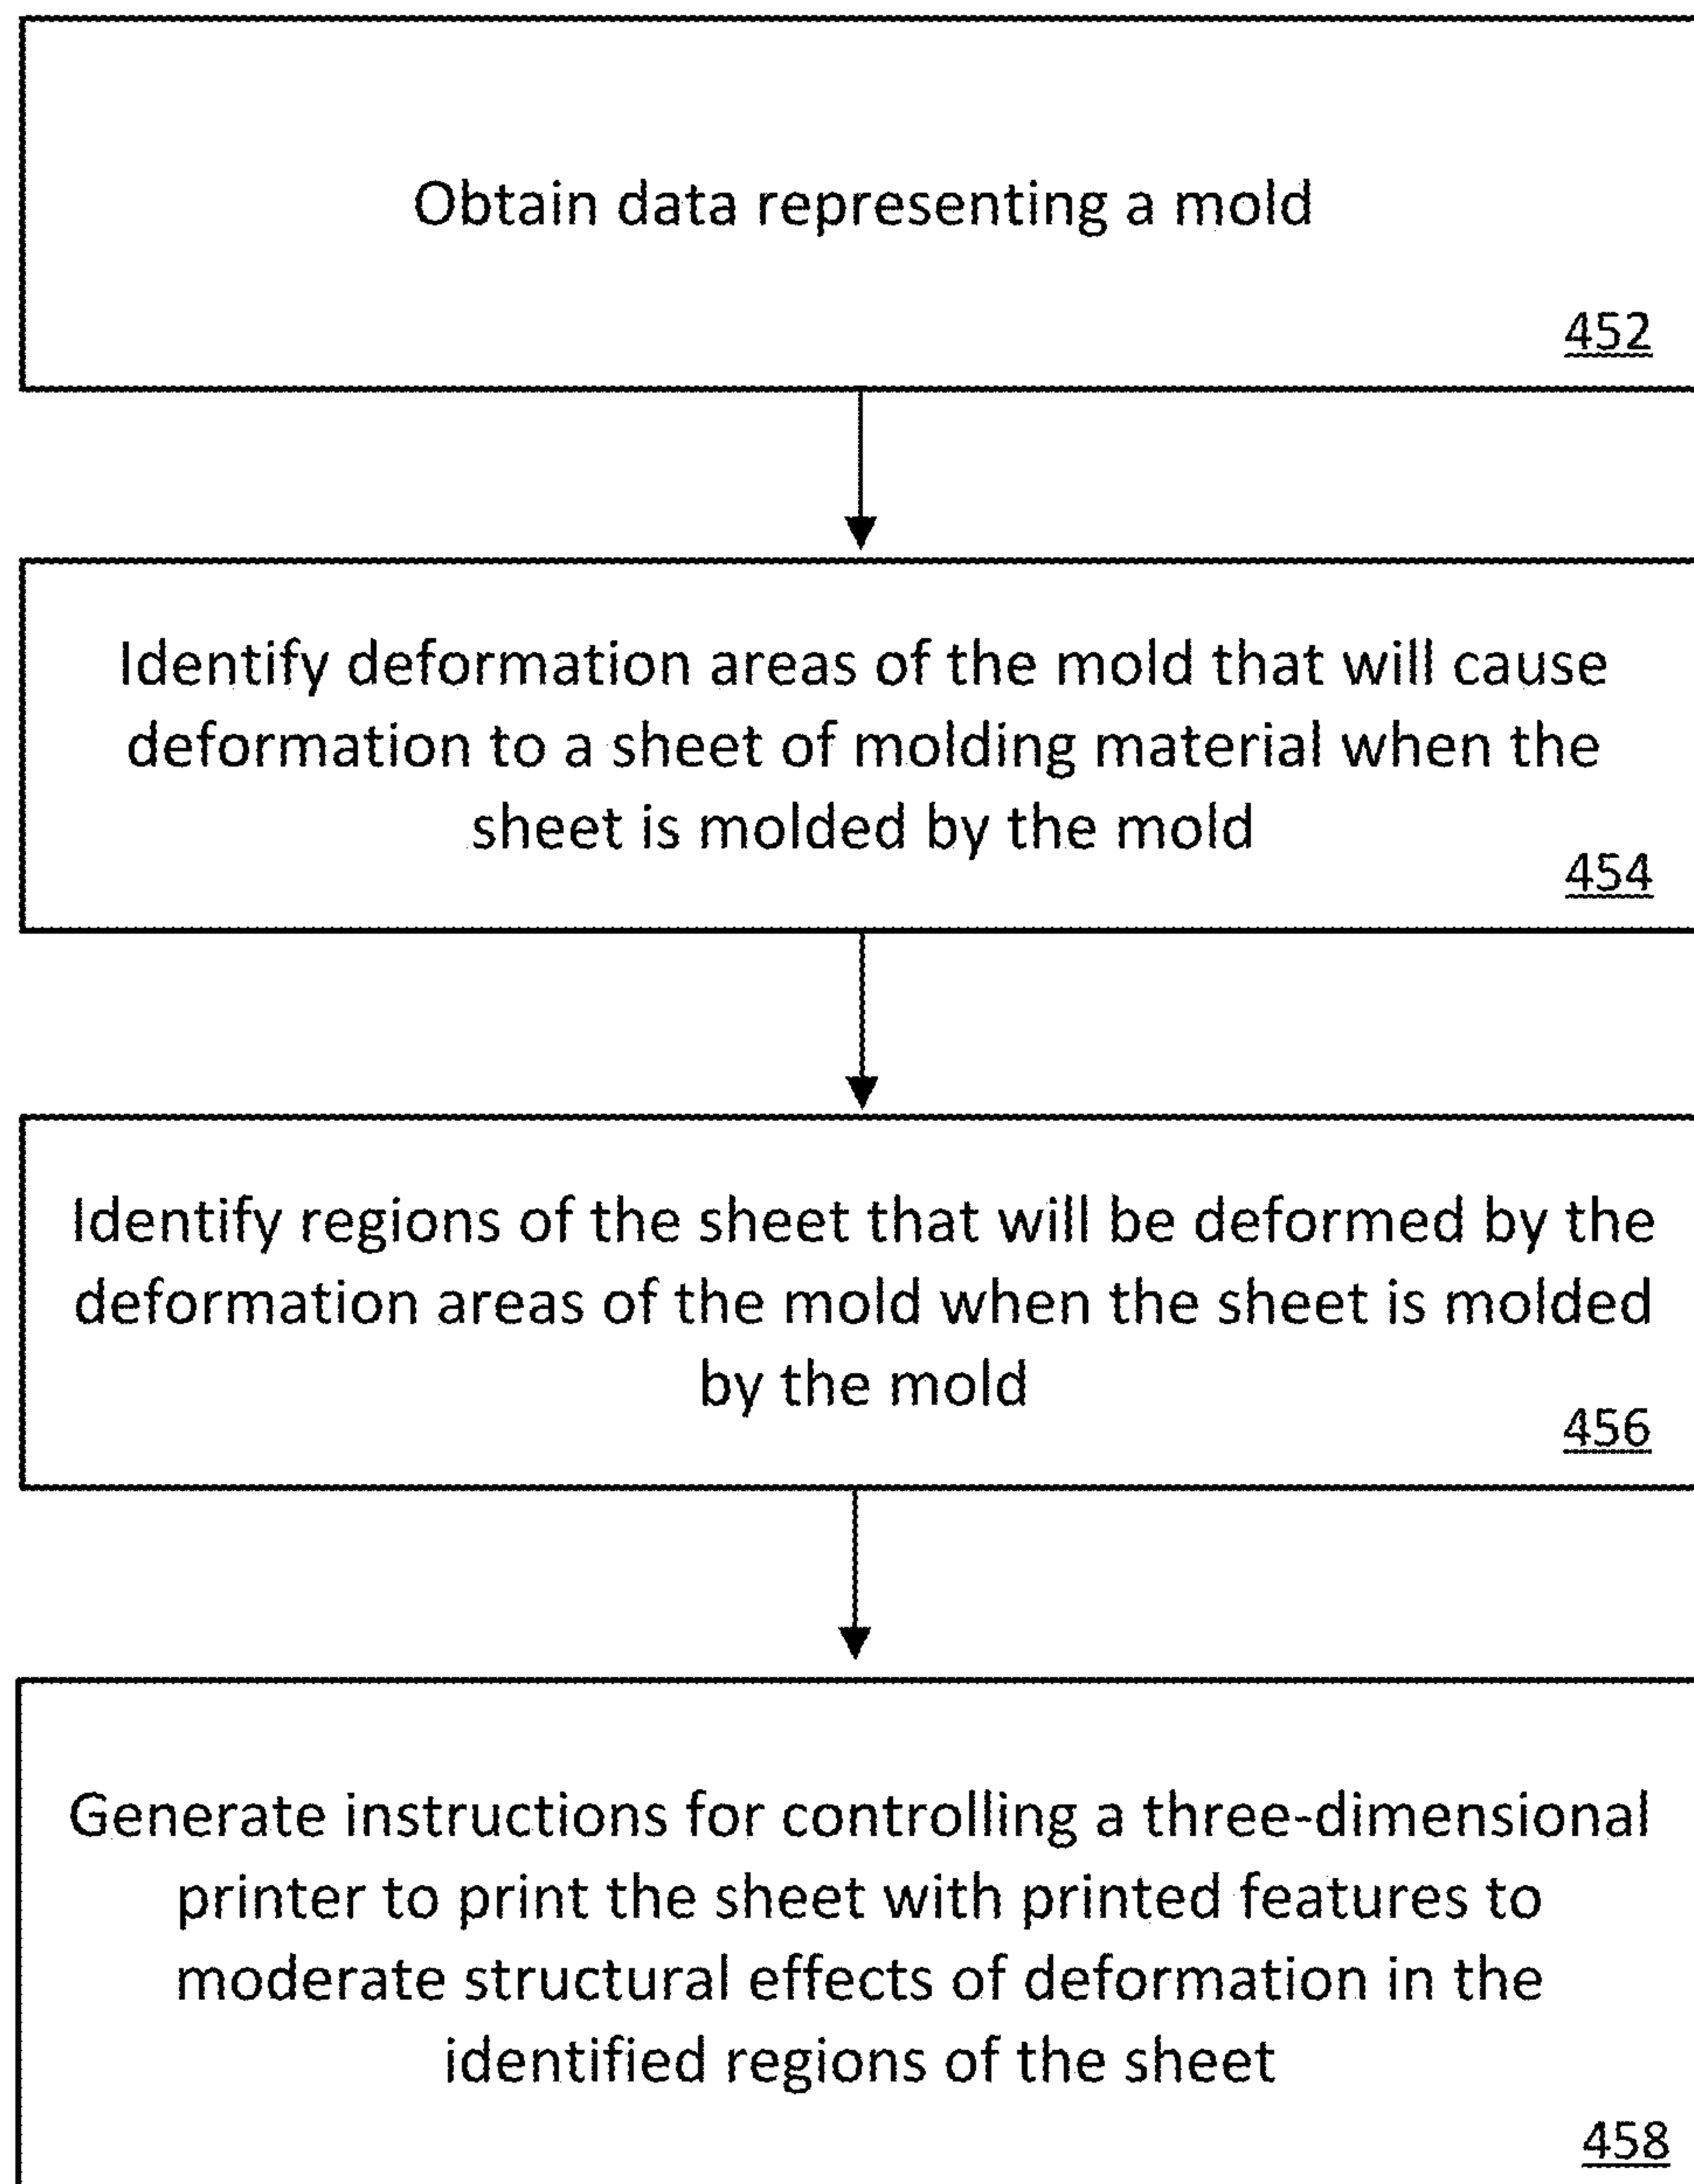 Obtain data representing a mold
452
Identify deformation areas of the mold that will cause
deformation to a sheet of molding material when the
sheet is molded by the mold
454
Identify regions of the sheet that will be deformed by the
deformation areas of the mold when the sheet is molded
by the mold
456
Generate instructions for controlling a three-dimensional
printer to print the sheet with printed features to
moderate structural effects of deformation in the
identified regions of the sheet
458